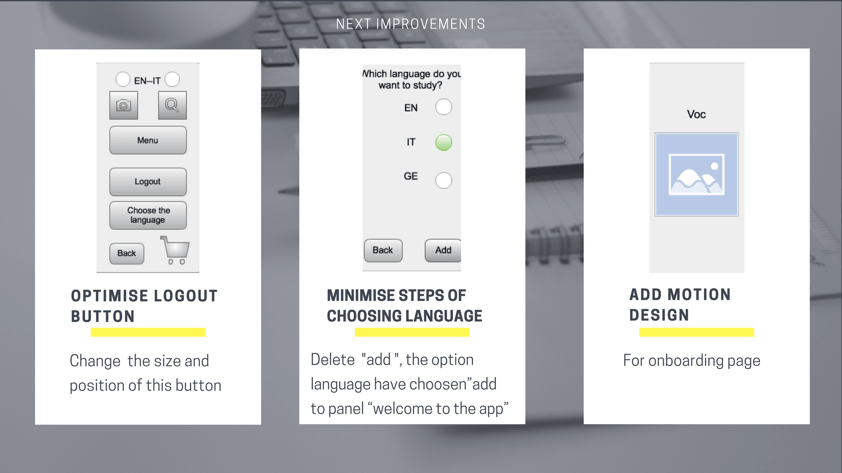 NEXT IMPROVEMENTS
EN--IT
Menu
Logout
Choose the
language
Back
OPTIMISE LOGOUT
BUTTON
Change the size and
position of this button
Which language do you
want to study?
EN
IT
GE
Back
Add
MINIMISE STEPS OF
CHOOSING LANGUAGE
Delete "add ", the option
language have choosen”add
to panel “welcome to the app”
Voc
ADD MOTION
DESIGN
For onboarding page